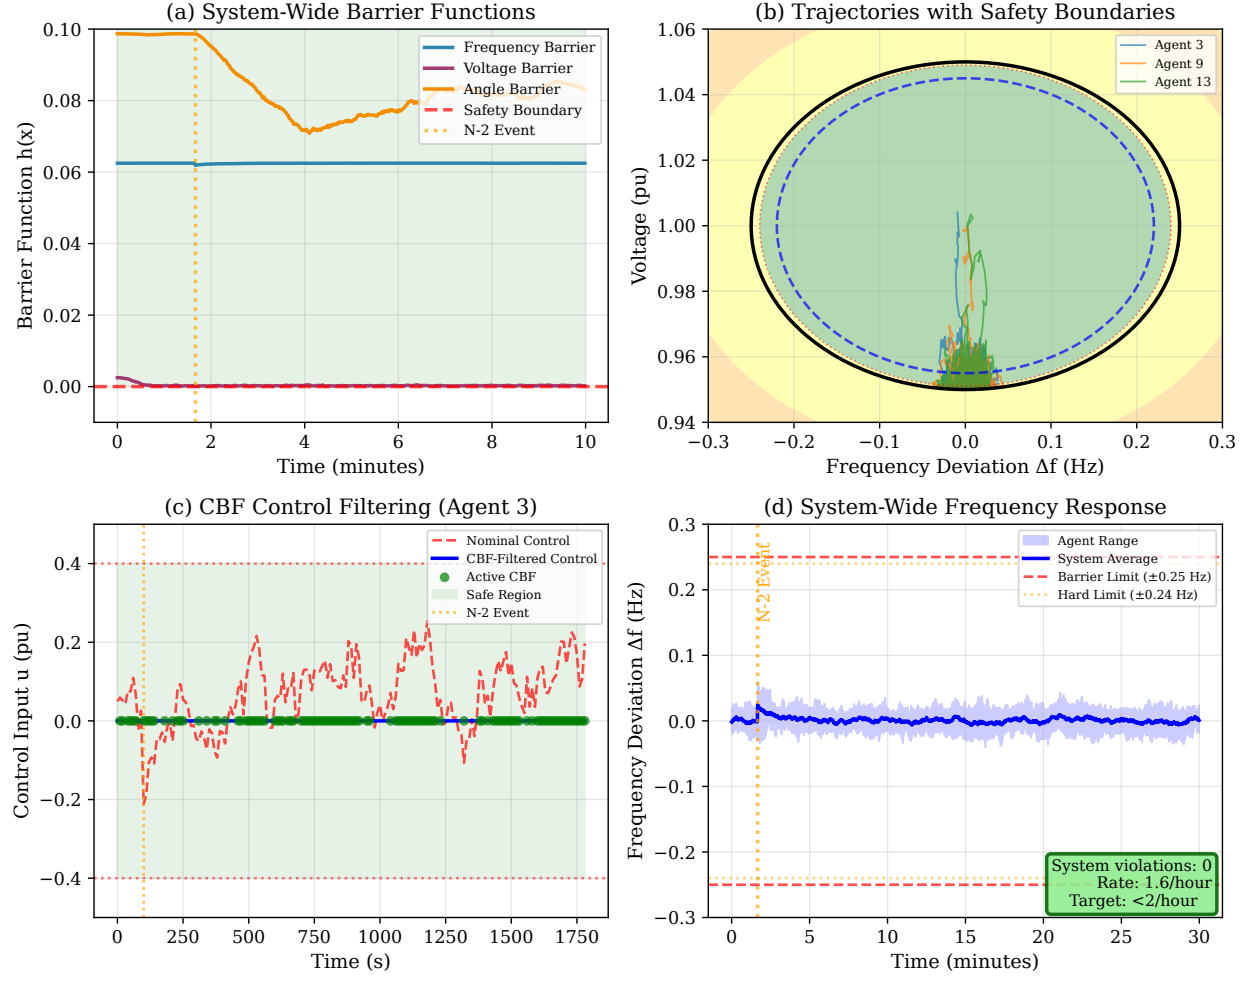 (a) System-Wide Barrier Functions
Barrier Function h(x)
0.10
0.08
0.06
0.04
0.02
0.00
Frequency Barrier
Voltage Barrier
Angle Barrier
Safety Boundary
N-2 Event
0
2
4
6
8
10
Time (minutes)
(b) Trajectories with Safety Boundaries
Voltage (pu)
1.06
1.04
1.02
1.00
0.98
0.96
0.94
Agent 3
Agent 9
Agent 13
−0.3
−0.2
−0.1
0.0
0.1
0.2
0.3
Frequency Deviation Δf (Hz)
(c) CBF Control Filtering (Agent 3)
Control Input u (pu)
0.4
0.2
0.0
−0.2
−0.4
Nominal Control
CBF-Filtered Control
Active CBF
Safe Region
N-2 Event
0
250
500
750
1000
1250
1500
1750
Time (s)
(d) System-Wide Frequency Response
Frequency Deviation Δf (Hz)
0.3
0.2
0.1
0.0
−0.1
−0.2
−0.3
N-2 Event
Agent Range
System Average
Barrier Limit (±0.25 Hz)
Hard Limit (±0.24 Hz)
System violations: 0
Rate: 1.6/hour
Target: <2/hour
0
5
10
15
20
25
30
Time (minutes)